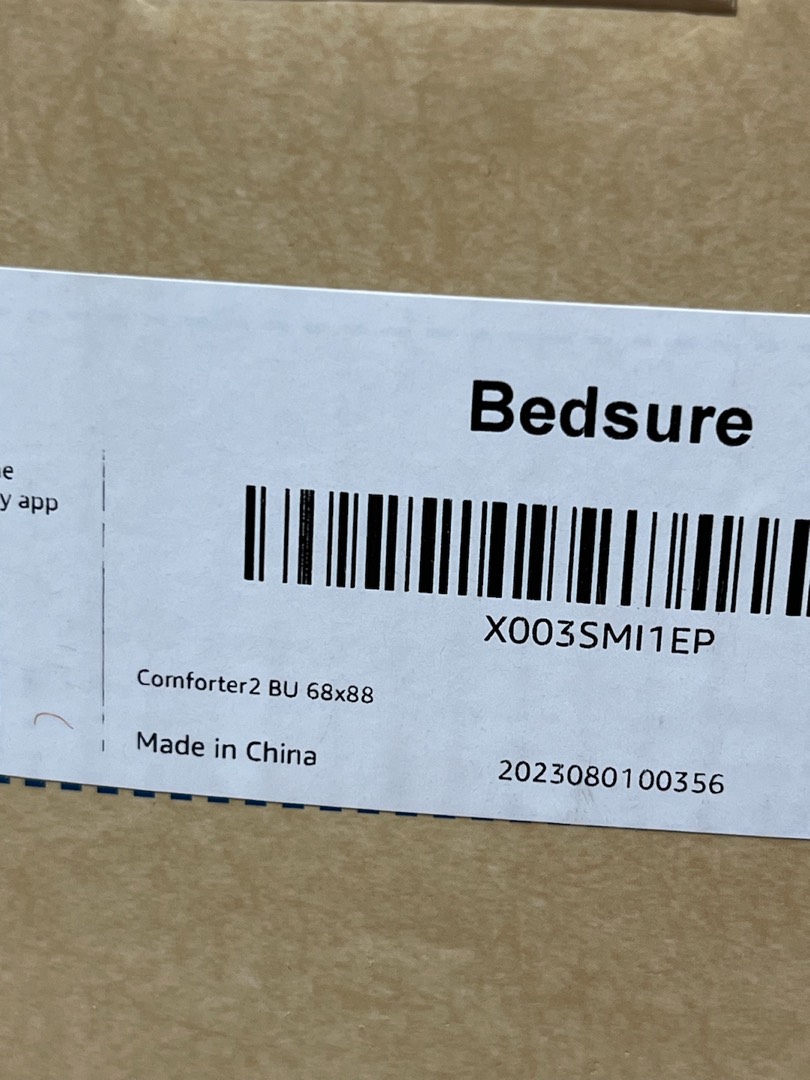 Bedsure
y app
X003SMI1EP
Comforter2 BU 68x88
Made in China
2023080100356